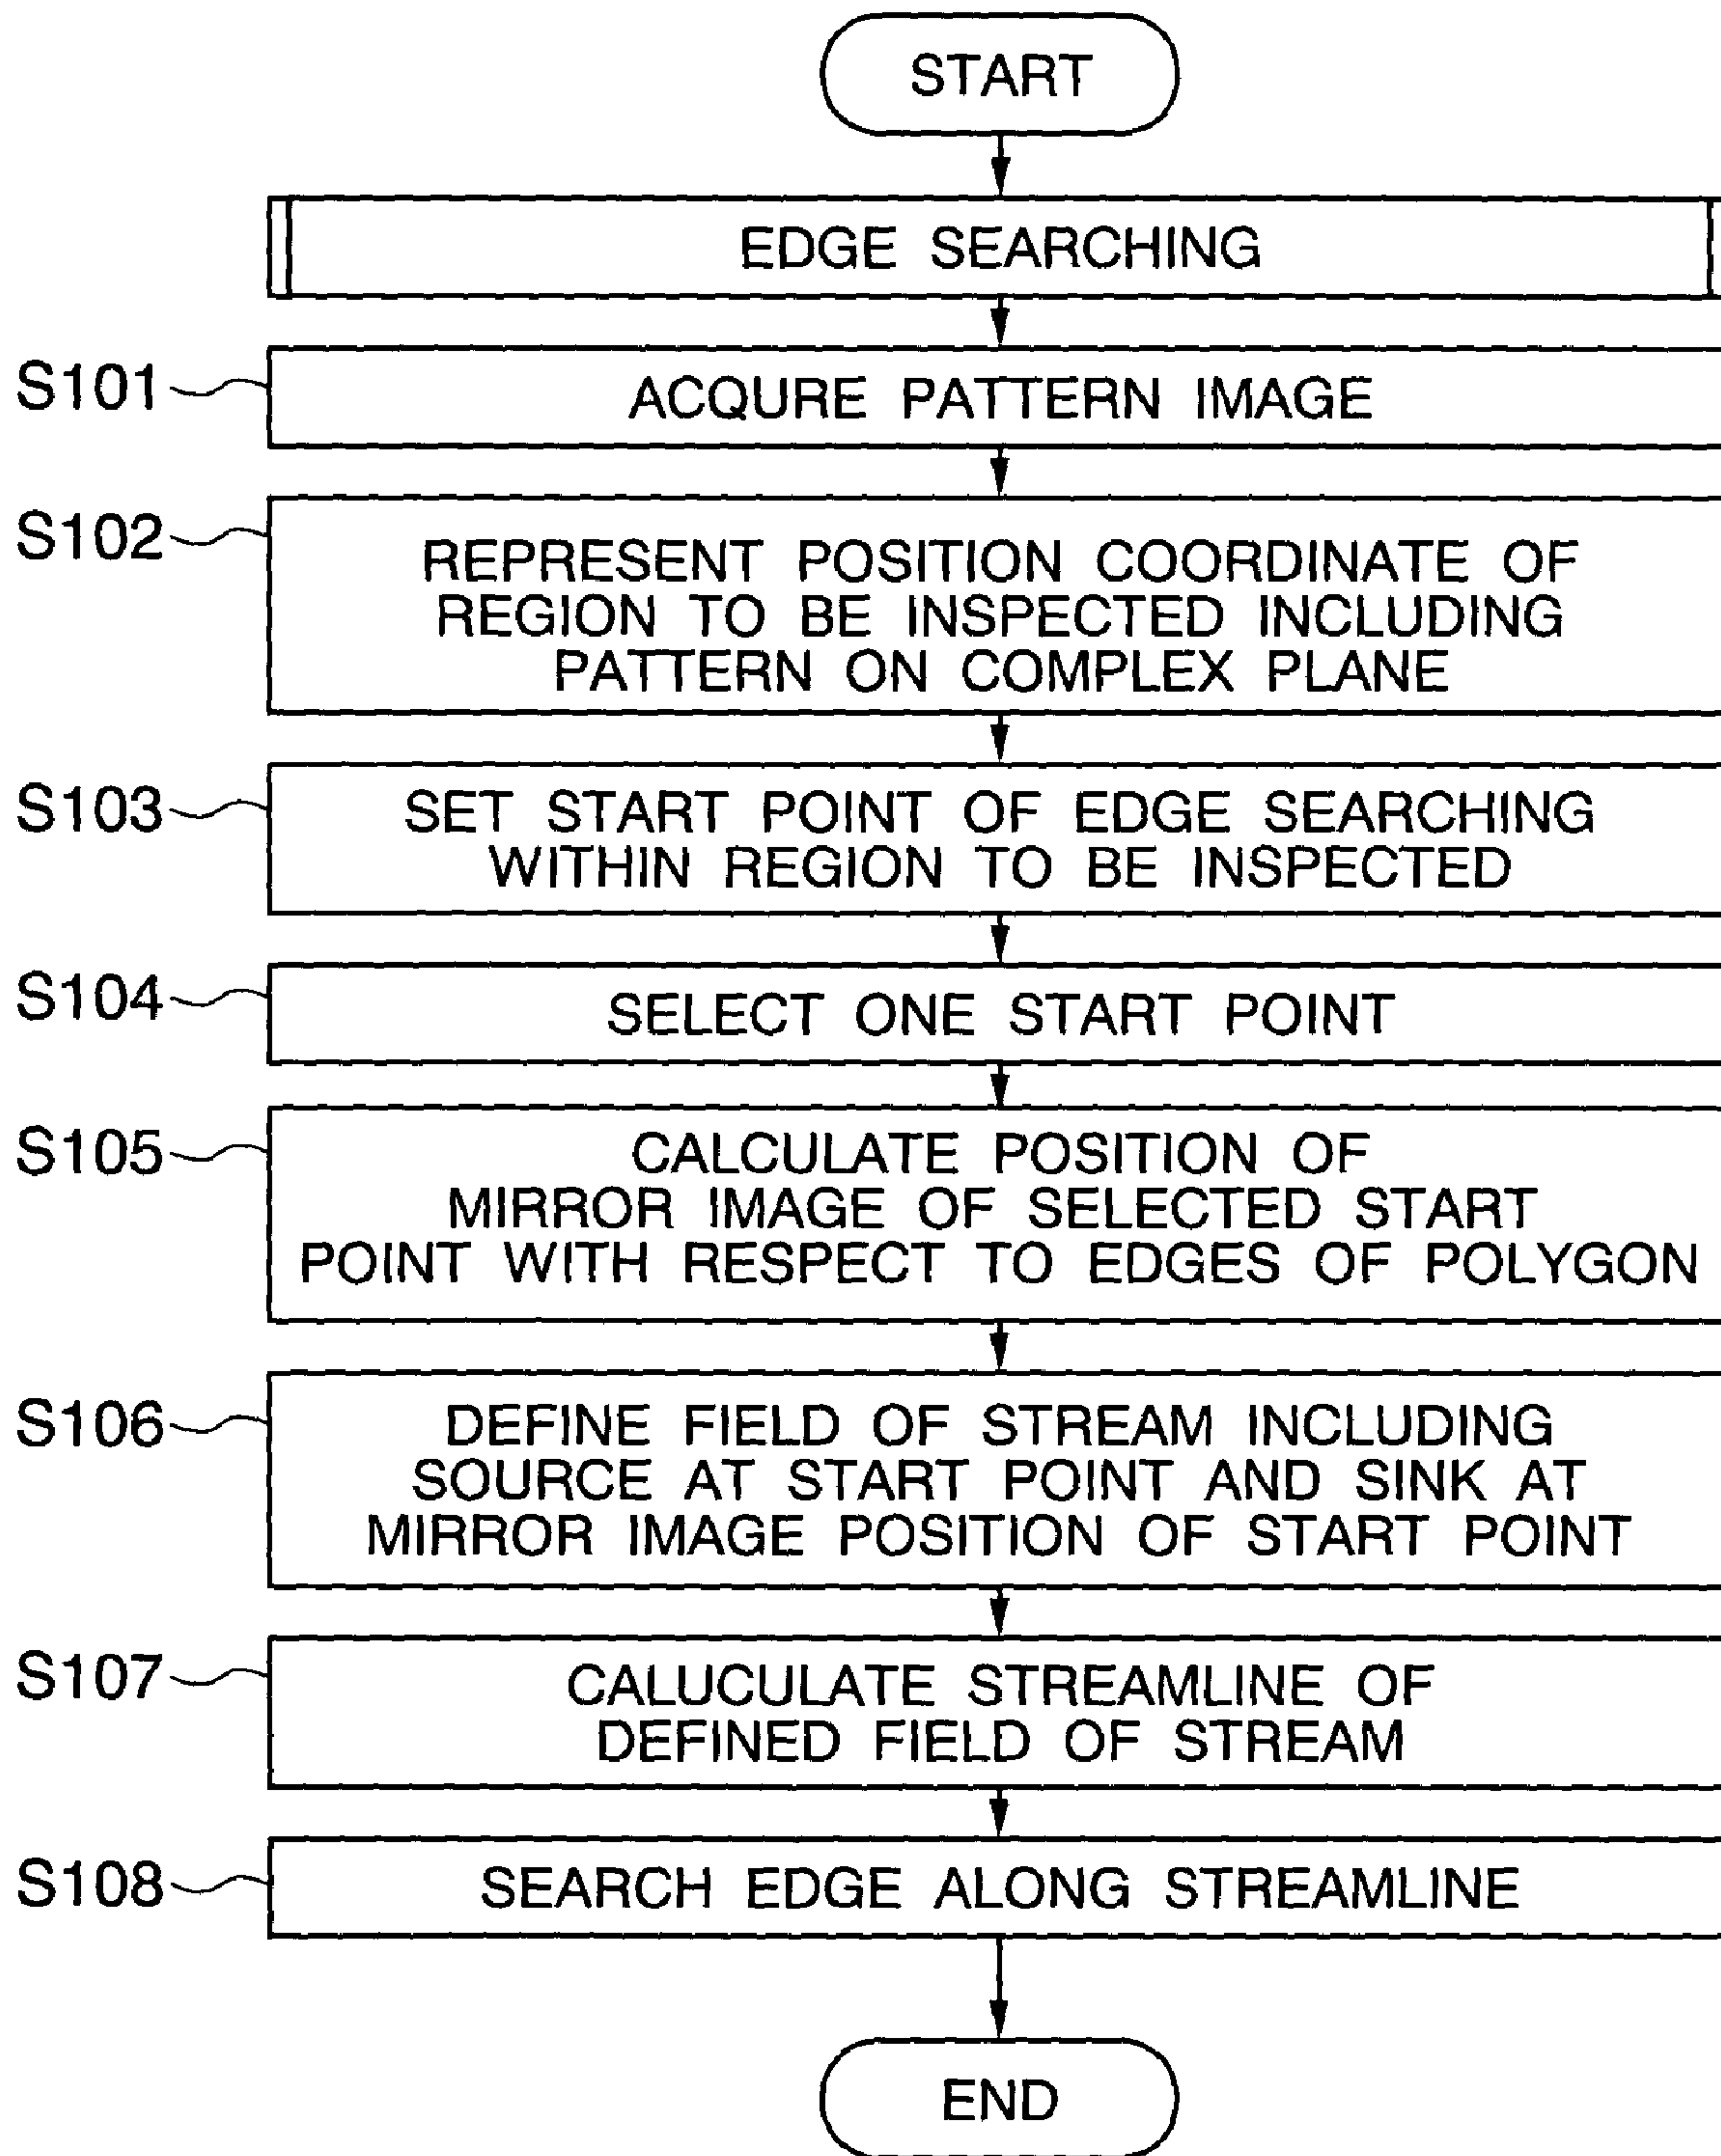 START
EDGE SEARCHING
S101
ACQURE PATTERN IMAGE
S102
REPRESENT POSITION COORDINATE OF
REGION TO BE INSPECTED INCLUDING
PATTERN ON COMPLEX PLANE
S103
SET START POINT OF EDGE SEARCHING
WITHIN REGION TO BE INSPECTED
S104
SELECT ONE START POINT
S105
CALCULATE POSITION OF
MIRROR IMAGE OF SELECTED START
POINT WITH RESPECT TO EDGES OF POLYGON
S106
DEFINE FIELD OF STREAM INCLUDING
SOURCE AT START POINT AND SINK AT
MIRROR IMAGE POSITION OF START POINT
S107
CALUCULATE STREAMLINE OF
DEFINED FIELD OF STREAM
S108
SEARCH EDGE ALONG STREAMLINE
END